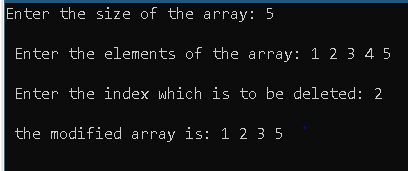 Enter the size of the array: 5
Enter the elements of the array: 1 2 3 4 5
Enter the index which is to be deleted: 2
the modified array is: 1 2 3 5